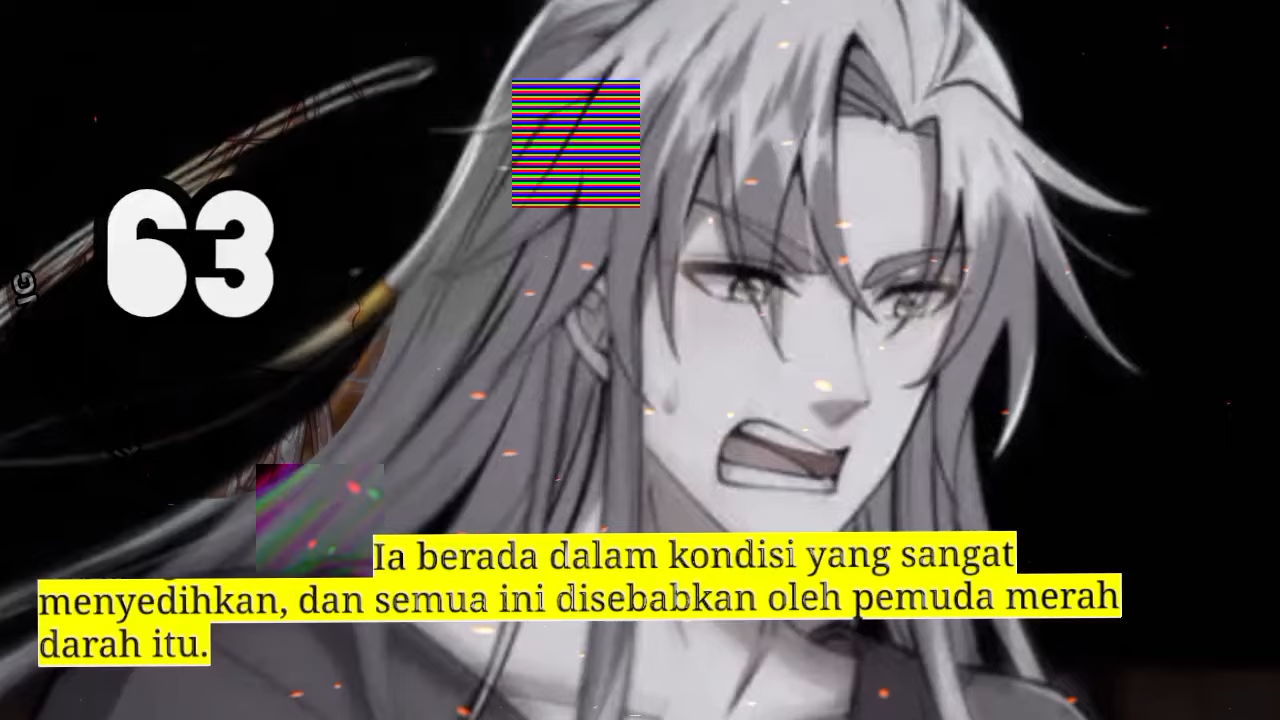 63
Ia berada dalam kondisi yang sangat
menyedihkan, dan semua ini disebabkan oleh pemuda merah
darah itu.